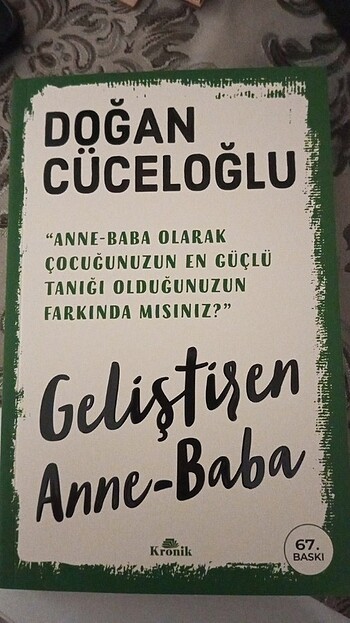 DOĞAN
CÜCELOĞLU
“ANNE-BABA OLARAK
ÇOCUĞUNUZUN EN GÜÇLÜ
TANIĞI OLDUĞUNUZUN
FARKINDA MISINIZ?”
Geliştiren
Anne-Baba
Kronik
67.
BASKI